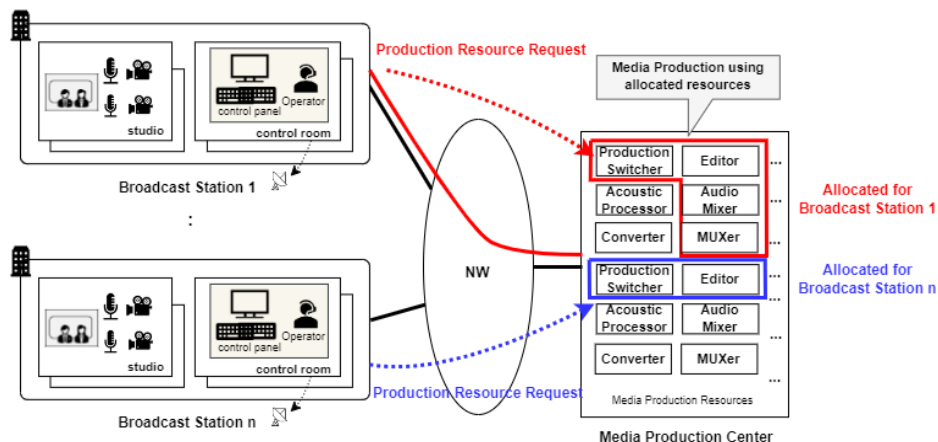 Production Resource Request
Media Production using
allocated resources
studio
control panel
Operator
control room
Broadcast Station 1
:
NW
Production
Switcher
Editor
...
Acoustic
Processor
Audio
Mixer
...
Converter
MUXer
...
Allocated for
Broadcast Station 1
Production
Switcher
Editor
...
Allocated for
Broadcast Station n
...
Acoustic
Processor
Audio
Mixer
...
Converter
MUXer
...
Media Production Resources
Media Production Center
studio
control panel
Operator
control room
Production Resource Request
Broadcast Station n